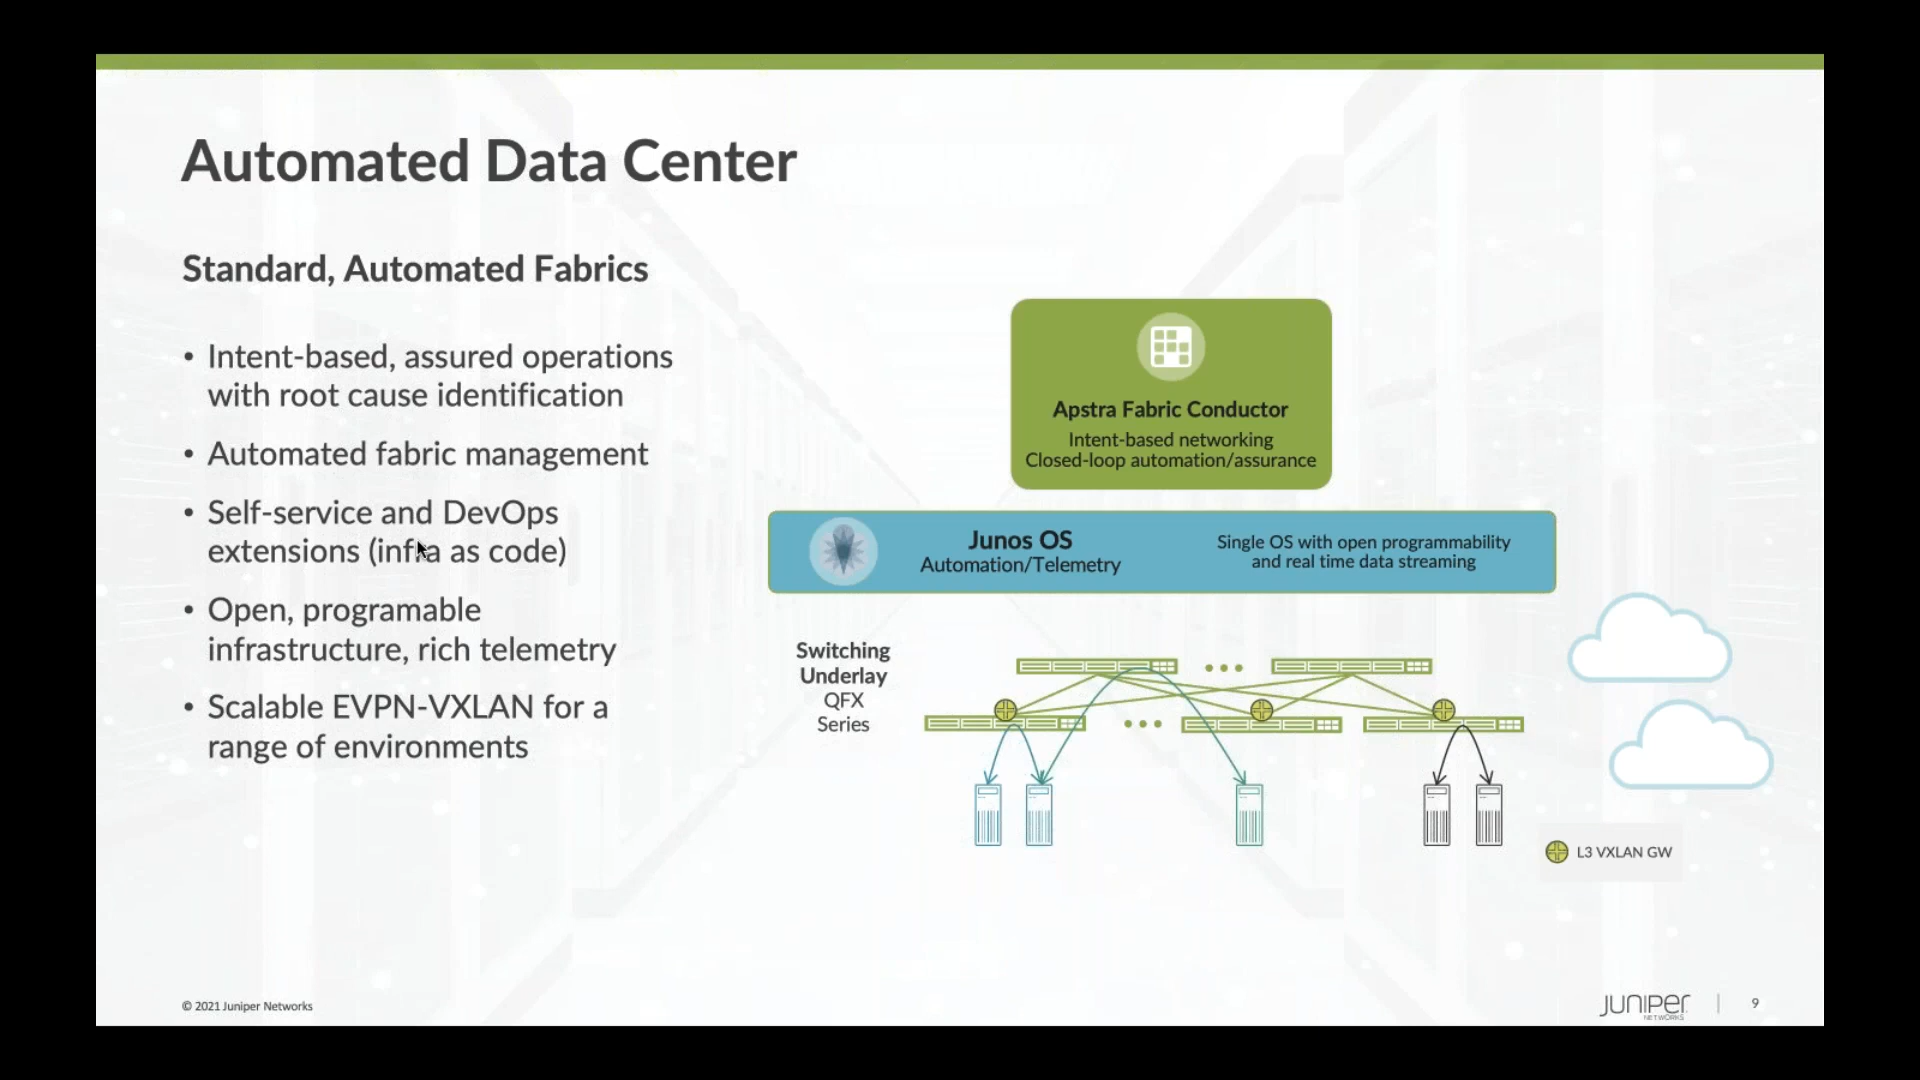 Automated Data Center
Standard, Automated Fabrics
• Intent-based, assured operations
with root cause identification
• Automated fabric management
• Self-service and DevOps
extensions (infra as code)
• Open, programable
infrastructure, rich telemetry
• Scalable EVPN-VXLAN for a
range of environments
Apstra Fabric Conductor
Intent-based networking
Closed-loop automation/assurance
Junos OS
Automation/Telemetry
Single OS with open programmability
and real time data streaming
Switching
Underlay
QFX
Series
L3 VXLAN GW
© 2021 Juniper Networks
JUNIPER
NETWORKS
9